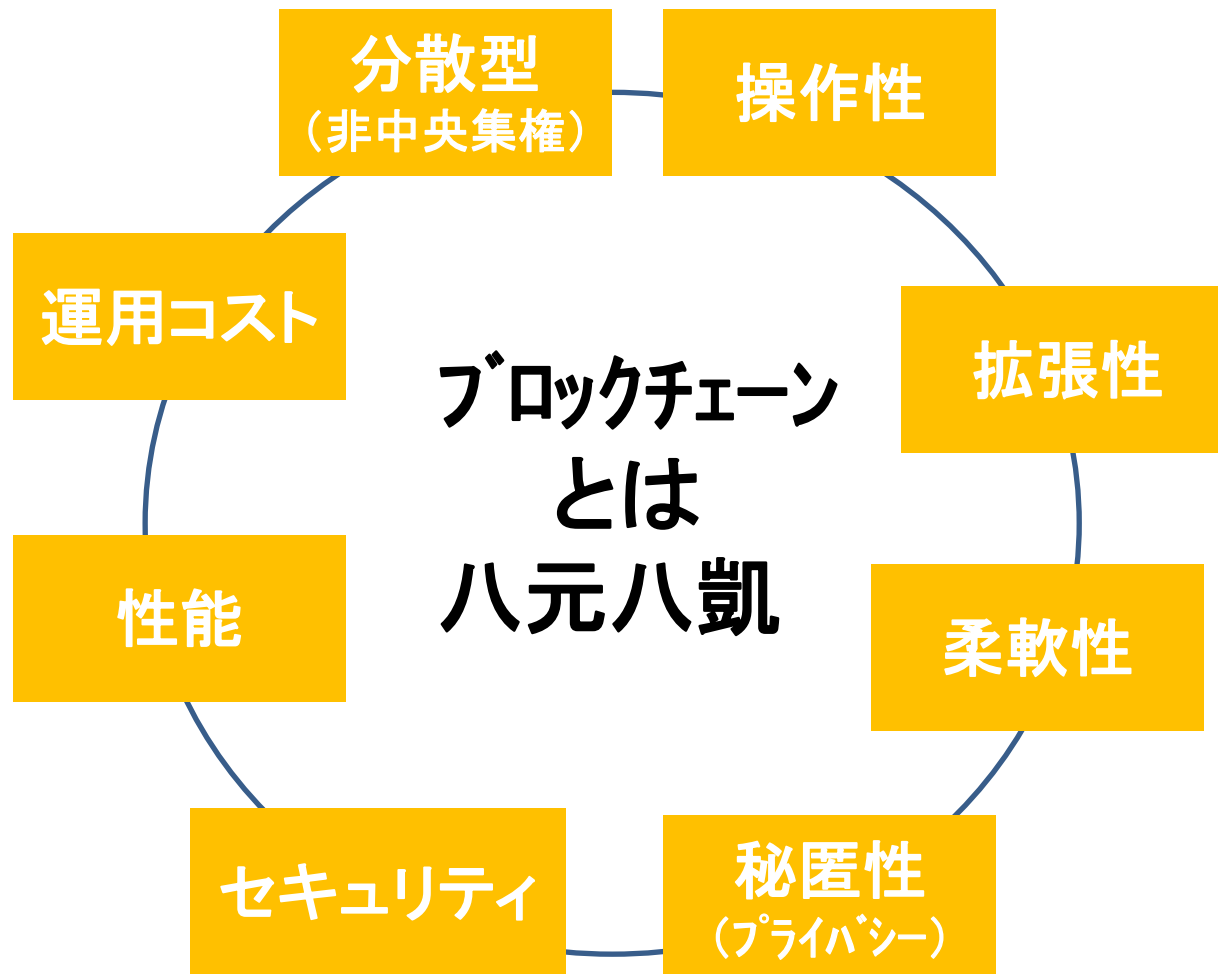 分散型
（非中央集権）
操作性
運用コスト
拡張性
ブロックチェーン
とは
八元八凱
性能
柔軟性
セキュリティ
秘匿性
（プライバシー）